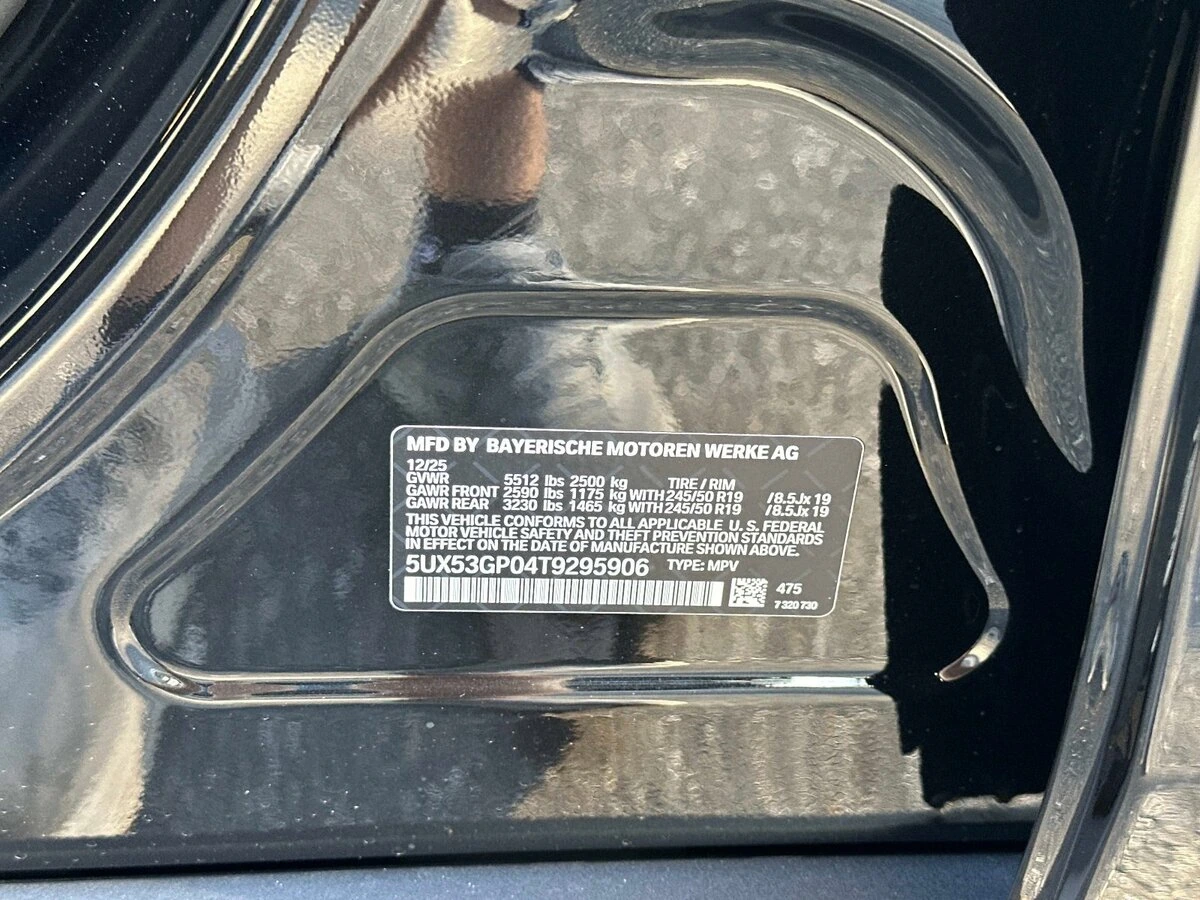 MFD BY BAYERISCHE MOTOREN WERKE AG
12/25
GVWR 5512 lbs 2500 kg TIRE / RIM
GAWR FRONT 2590 lbs 1175 kg WITH 245/50 R19 /8.5Jx 19
GAWR REAR 3230 lbs 1465 kg WITH 245/50 R19 /8.5Jx 19
THIS VEHICLE CONFORMS TO ALL APPLICABLE U. S. FEDERAL
MOTOR VEHICLE SAFETY AND THEFT PREVENTION STANDARDS
IN EFFECT ON THE DATE OF MANUFACTURE SHOWN ABOVE.
5UX53GP04T9295906 TYPE: MPV
475
7 320 730